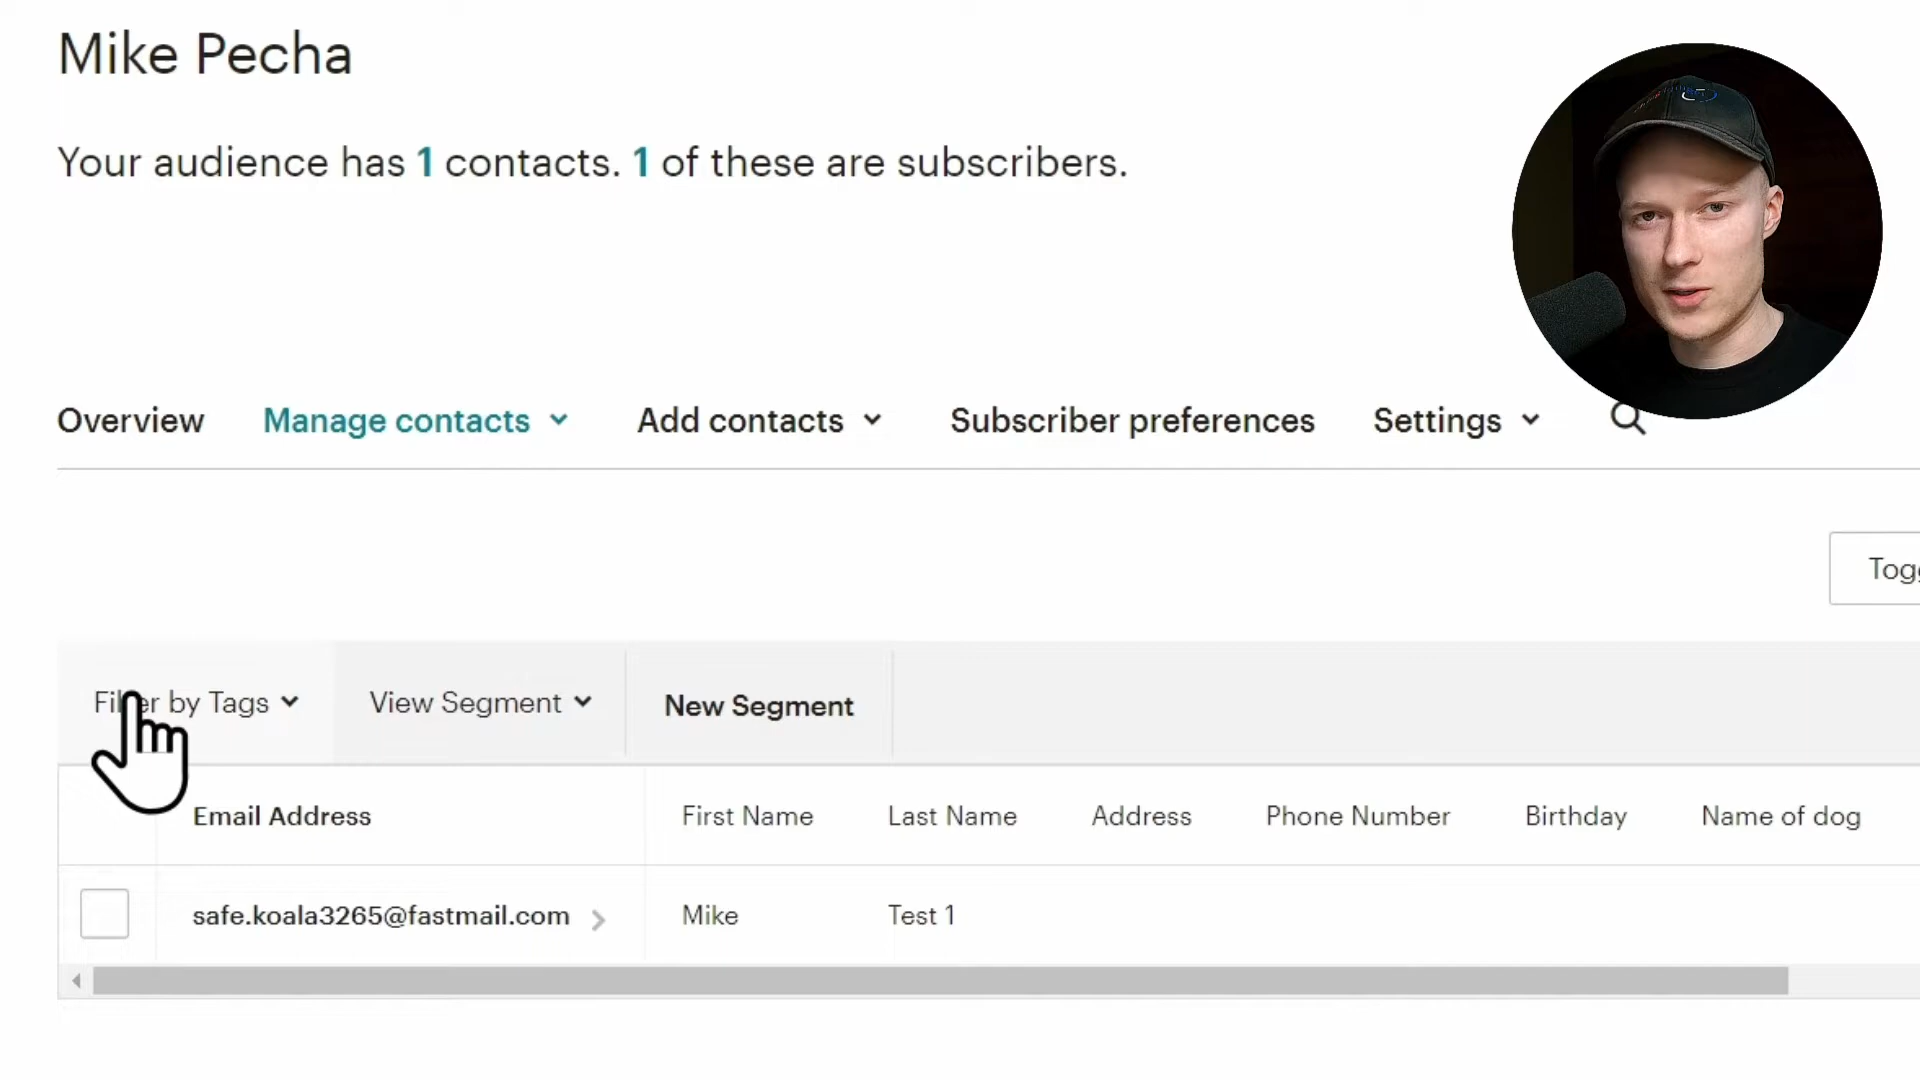 Mike Pecha
Your audience has 1 contacts. 1 of these are subscribers.
Overview Manage contacts Add contacts Subscriber preferences Settings
Filter by Tags View Segment New Segment
Email Address First Name Last Name Address Phone Number Birthday Name of dog
safe.koala3265@fastmail.com Mike Test 1